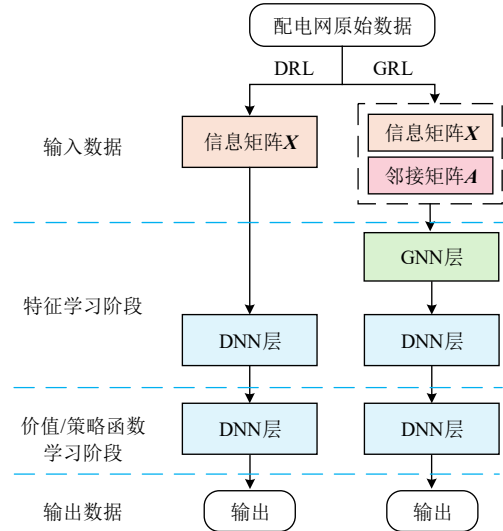 配电网原始数据
DRL
GRL
输入数据
信息矩阵X
信息矩阵X
邻接矩阵A
GNN层
特征学习阶段
DNN层
DNN层
价值/策略函数
学习阶段
DNN层
DNN层
输出数据
输出
输出